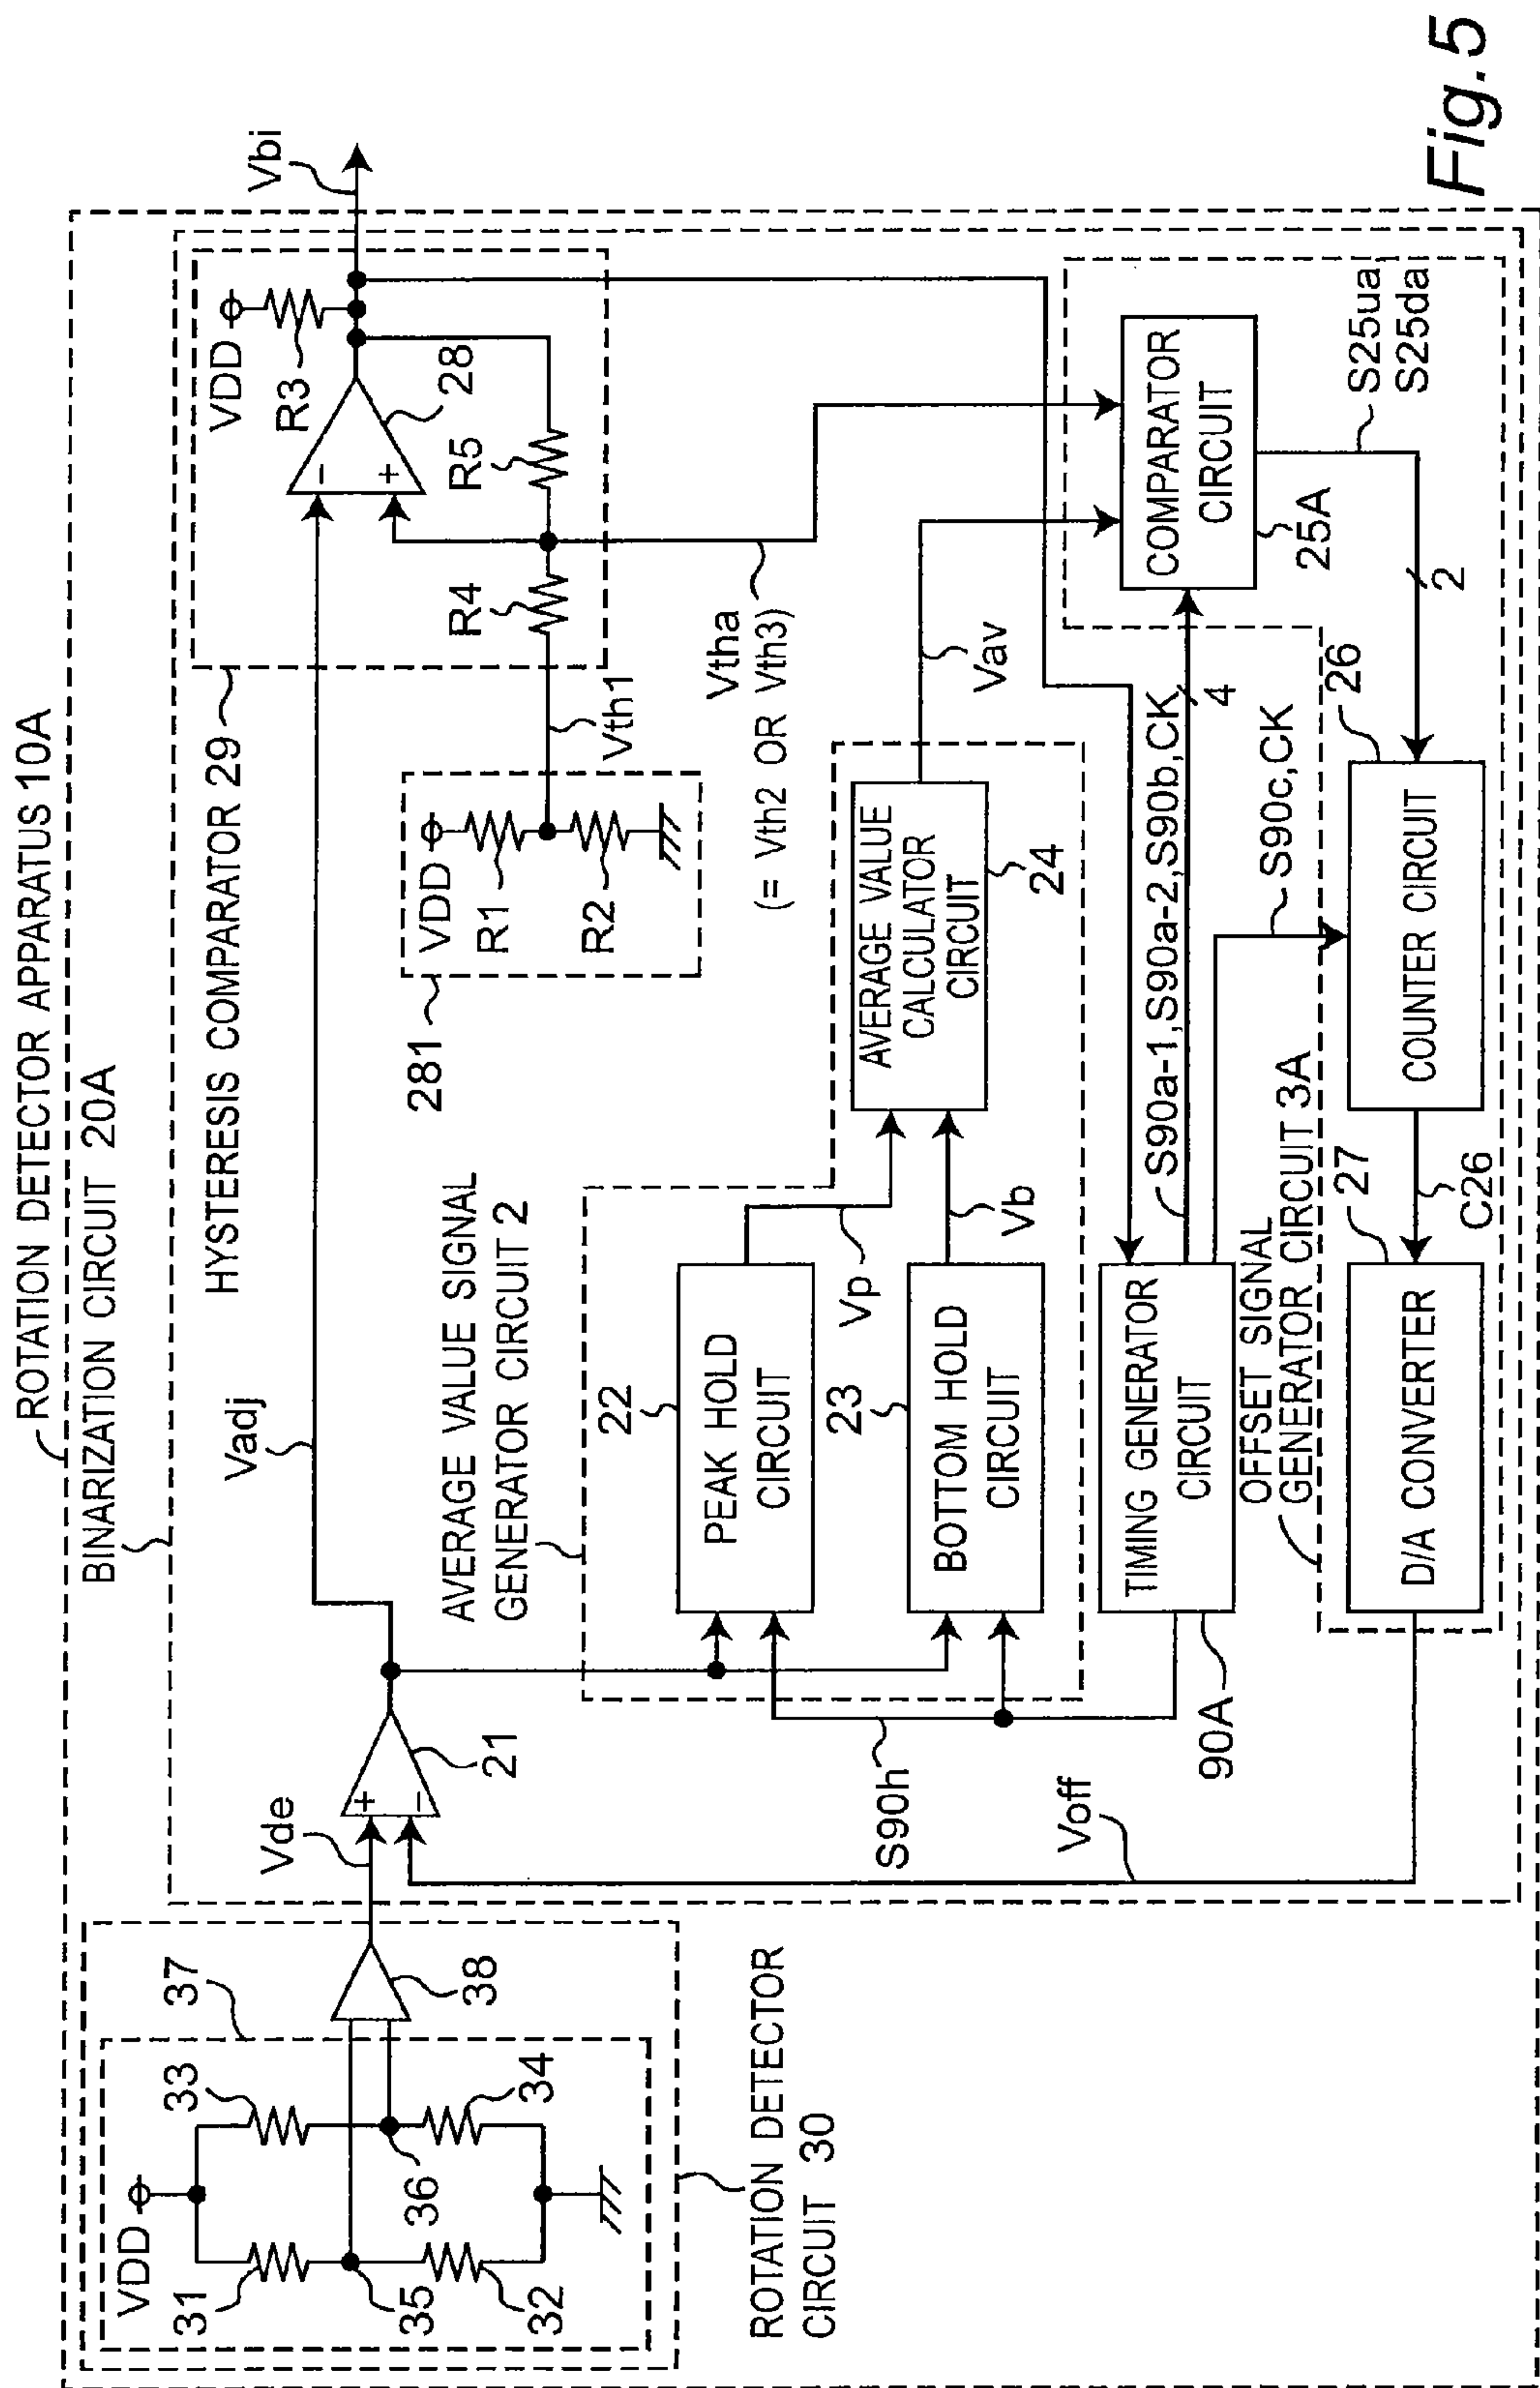 ROTATION DETECTOR APPARATUS 10A
BINARIZATION CIRCUIT 20A
HYSTERESIS COMPARATOR 29
VDD
R3
28
-
+
R5
R4
Vbi
Vadj
281
VDD
R1
R2
Vth1
Vtha
(= Vth2 OR Vth3)
AVERAGE VALUE SIGNAL
GENERATOR CIRCUIT 2
22
PEAK HOLD
CIRCUIT
23
BOTTOM HOLD
CIRCUIT
Vp
Vb
AVERAGE VALUE
CALCULATOR
CIRCUIT
24
Vav
COMPARATOR
CIRCUIT
25A
S25ua
S25da
2
TIMING GENERATOR
CIRCUIT
90A
S90h
S90a-1,S90a-2,S90b,CK
4
S90c,CK
OFFSET SIGNAL
GENERATOR CIRCUIT 3A
26
COUNTER CIRCUIT
C26
27
D/A CONVERTER
Voff
Vde
+
-
21
37
38
VDD
33
34
31
32
35
36
ROTATION DETECTOR
CIRCUIT 30
Fig.5